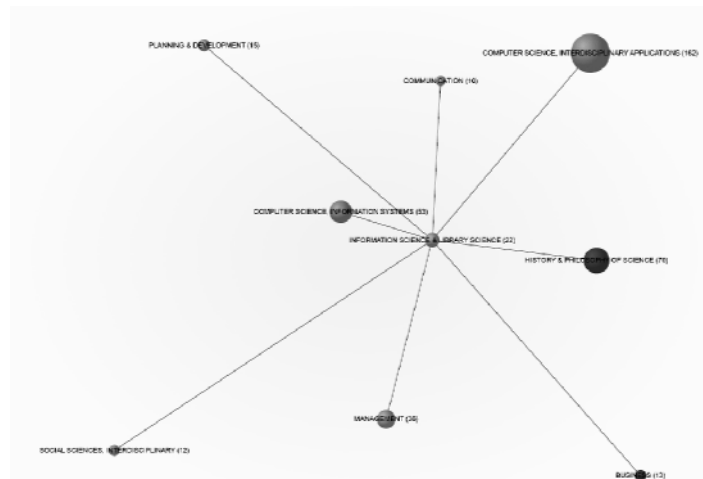 PLANNING & DEVELOPMENT (15)
COMPUTER SCIENCE, INTERDISCIPLINARY APPLICATIONS (162)
COMMUNICATION (16)
COMPUTER SCIENCE, INFORMATION SYSTEMS (53)
INFORMATION SCIENCE & LIBRARY SCIENCE (22)
HISTORY & PHILOSOPHY OF SCIENCE (70)
MANAGEMENT (38)
SOCIAL SCIENCES, INTERDISCIPLINARY (12)
BUSINESS (13)